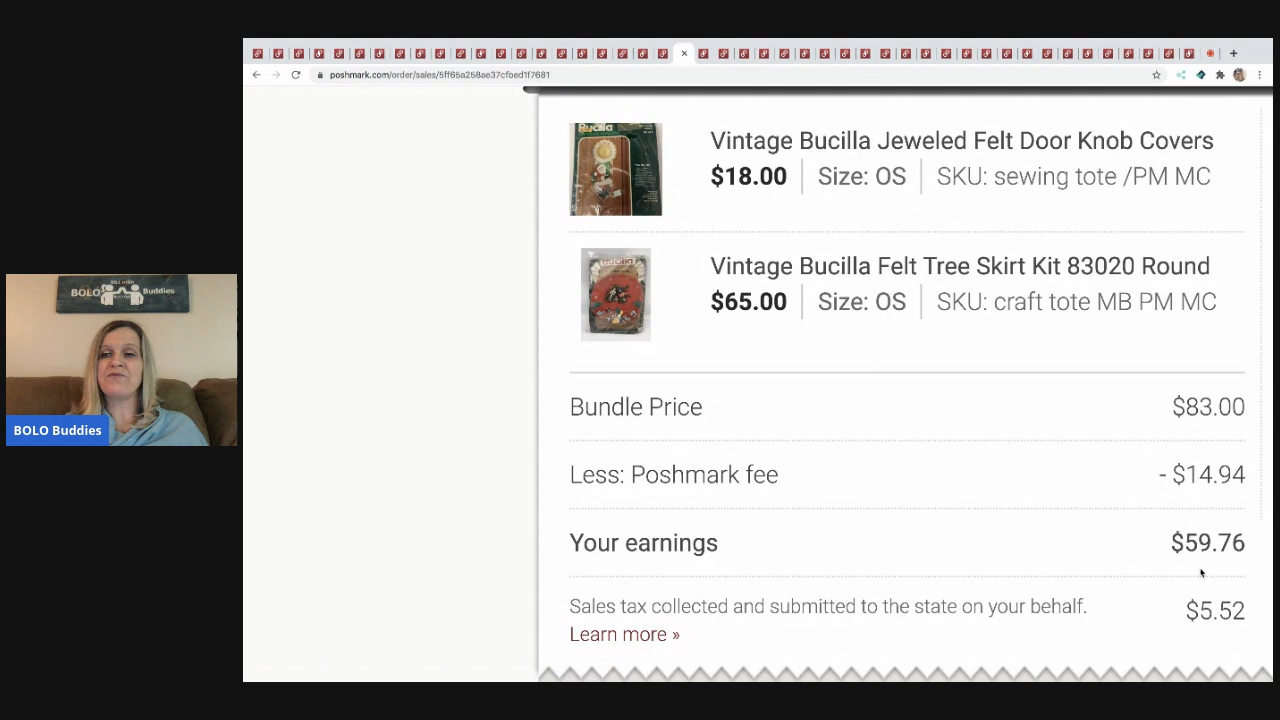 poshmark.com/order/sales/5ff66a258ae37cfbed1f7681
Bucilla
Vintage Bucilla Jeweled Felt Door Knob Covers
$18.00 Size: OS SKU: sewing tote /PM MC
Vintage Bucilla Felt Tree Skirt Kit 83020 Round
$65.00 Size: OS SKU: craft tote MB PM MC
Bundle Price $83.00
Less: Poshmark fee - $14.94
Your earnings $59.76
Sales tax collected and submitted to the state on your behalf. $5.52
Learn more »
BOLO Buddies
BOLO Buddies